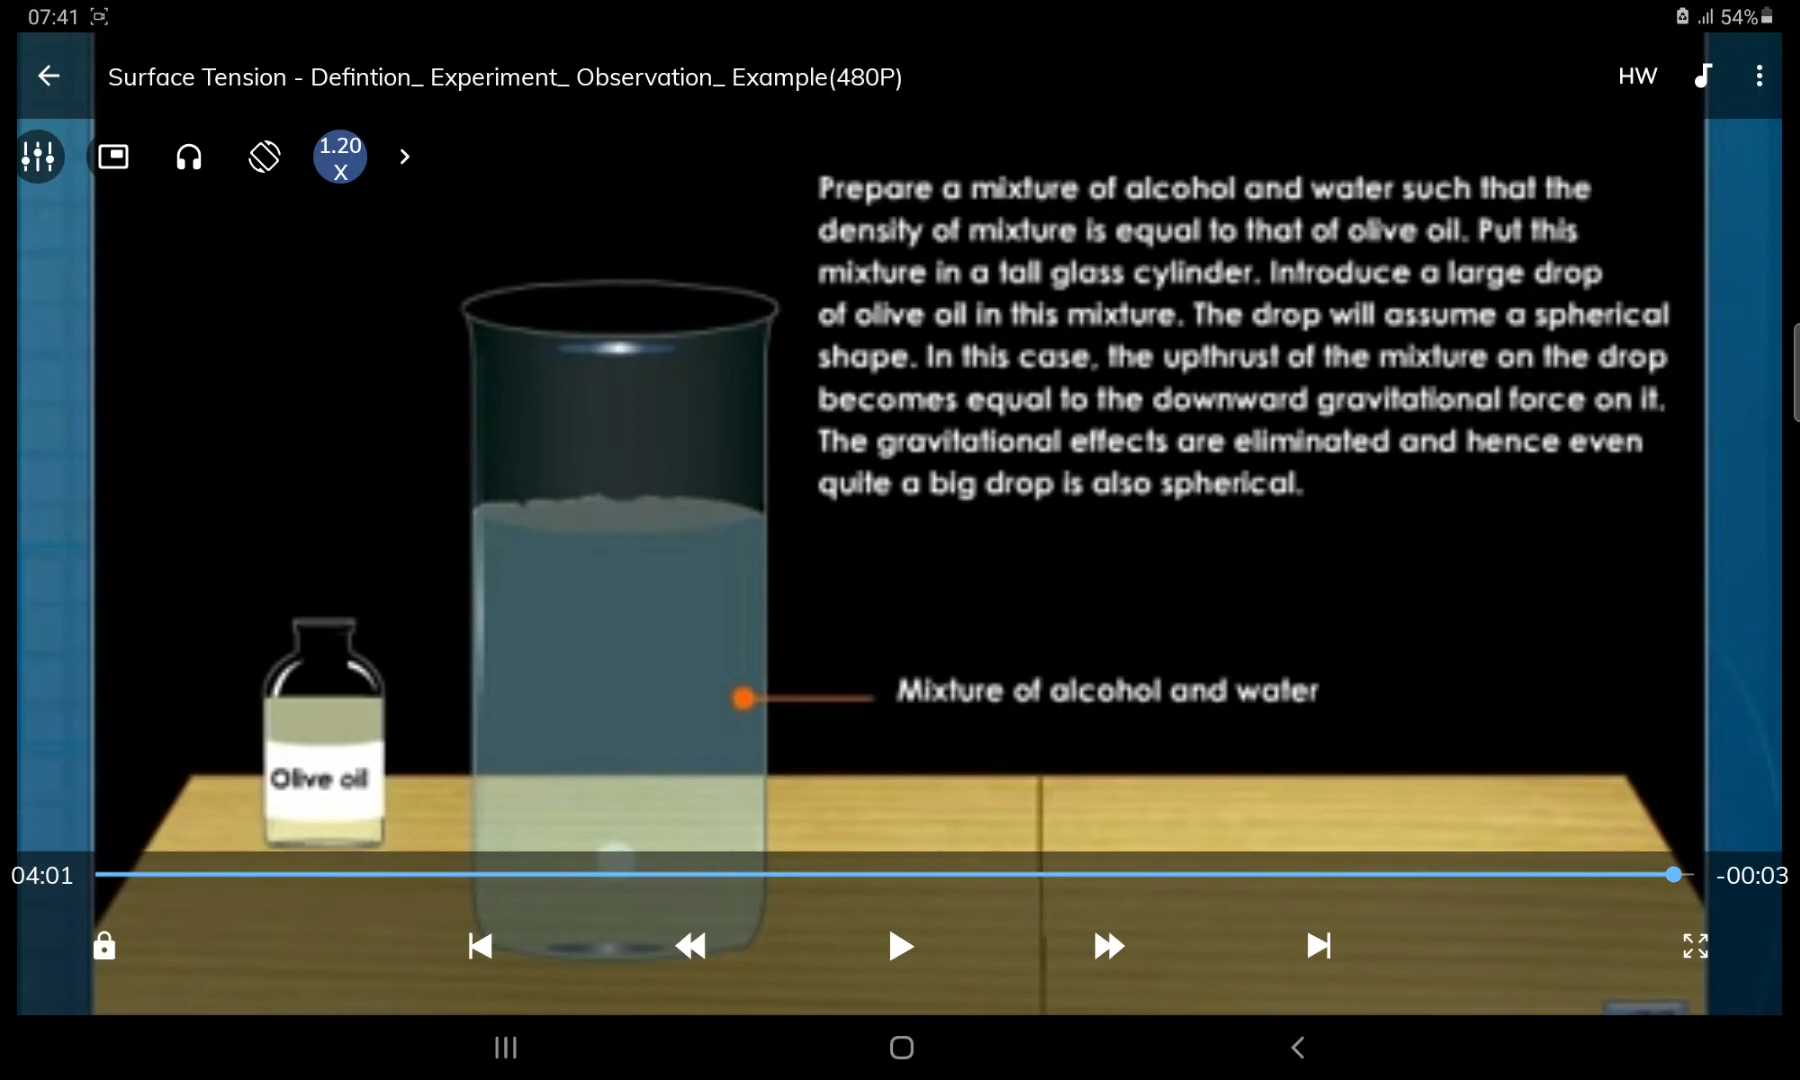 07:41
54%
Surface Tension - Defintion_ Experiment_ Observation_ Example(480P)
HW
1.20
X
Prepare a mixture of alcohol and water such that the
density of mixture is equal to that of olive oil. Put this
mixture in a tall glass cylinder. Introduce a large drop
of olive oil in this mixture. The drop will assume a spherical
shape. In this case, the upthrust of the mixture on the drop
becomes equal to the downward gravitational force on it.
The gravitational effects are eliminated and hence even
quite a big drop is also spherical.
Mixture of alcohol and water
Olive oil
04:01
-00:03